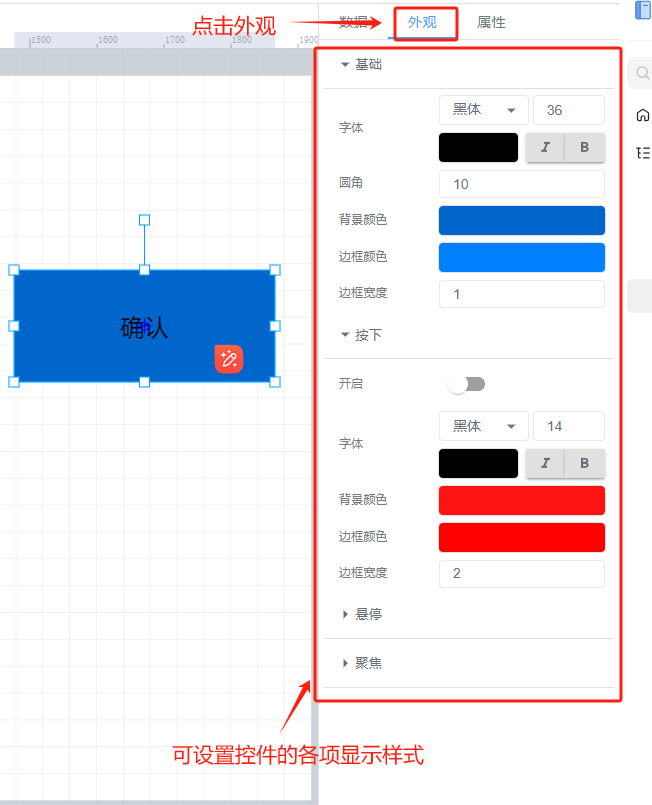 点击外观
数据
外观
属性
1500
1600
1700
1800
1900
基础
字体
黑体
36
I
B
圆角
10
背景颜色
边框颜色
边框宽度
1
确认
按下
开启
字体
黑体
14
I
B
背景颜色
边框颜色
边框宽度
2
悬停
聚焦
可设置控件的各项显示样式